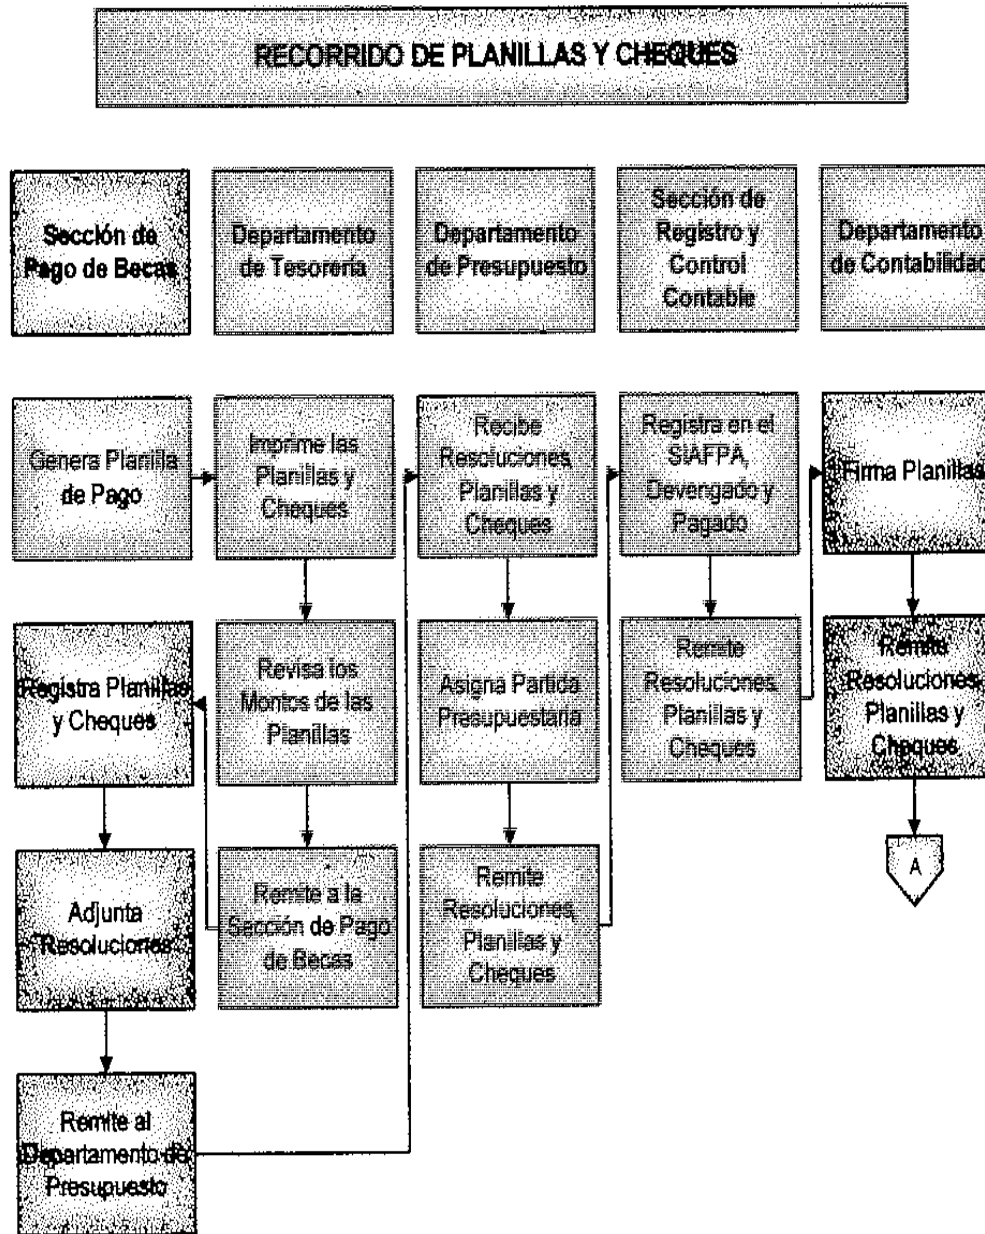 RECORRIDO DE PLANILLAS Y CHEQUES
Sección de
Pago de Becas
Departamento
de Tesorería
Departamento
de Presupuesto
Sección de
Registro y
Control
Contable
Departamento
de Contabilidad
Genera Planilla
de Pago
Imprime las
Planillas y
Cheques
Recibe
Resoluciones,
Planillas y
Cheques
Registra en el
SIAFPA,
Devengado y
Pagado
Firma Planillas
Registra Planillas
y Cheques
Revisa los
Montos de las
Planillas
Asigna Partida
Presupuestaria
Remite
Resoluciones,
Planillas y
Cheques
Remite
Resoluciones,
Planillas y
Cheques
Adjunta
Resoluciones
Remite a la
Sección de Pago
de Becas
Remite
Resoluciones,
Planillas y
Cheques
A
Remite al
Departamento de
Presupuesto